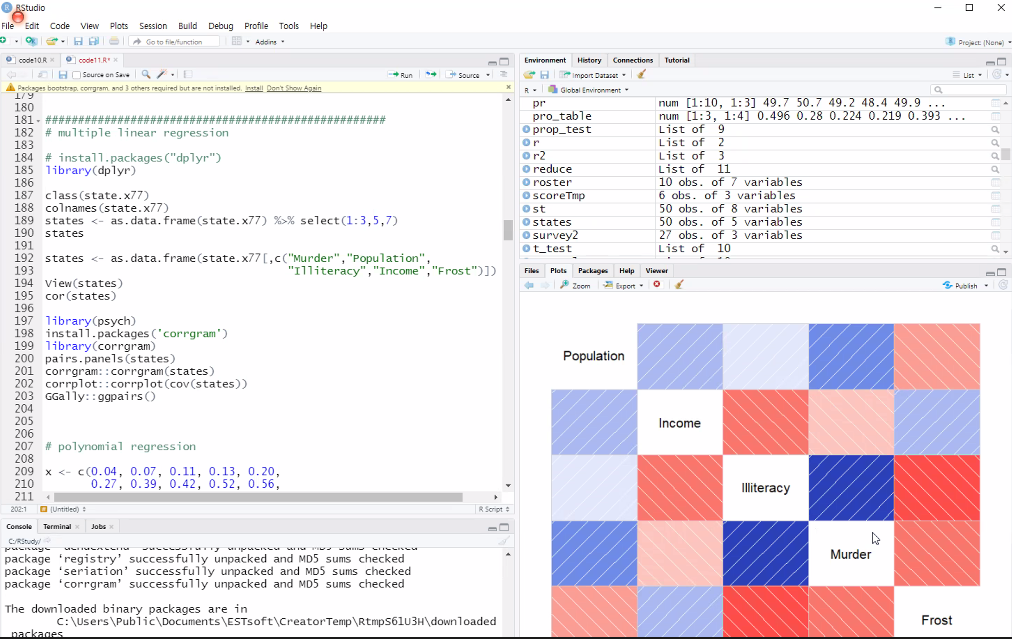 RStudio
File Edit Code View Plots Session Build Debug Profile Tools Help
Go to file/function Addins Project: (None)
code10.R code11.R*
Source on Save Run Source
Packages bootstrap, corrgram, and 3 others required but are not installed. Install Don't Show Again
179
180
181 ####################################################
182 # multiple linear regression
183
184 # install.packages("dplyr")
185 library(dplyr)
186
187 class(state.x77)
188 colnames(state.x77)
189 states <- as.data.frame(state.x77) %>% select(1:3,5,7)
190 states
191
192 states <- as.data.frame(state.x77[,c("Murder","Population",
193 "Illiteracy","Income","Frost")])
194 View(states)
195 cor(states)
196
197 library(psych)
198 install.packages('corrgram')
199 library(corrgram)
200 pairs.panels(states)
201 corrgram::corrgram(states)
202 corrplot::corrplot(cov(states))
203 GGally::ggpairs()
204
205
206
207 # polynomial regression
208
209 x <- c(0.04, 0.07, 0.11, 0.13, 0.20,
210 0.27, 0.39, 0.42, 0.52, 0.56,
211
202:1 (Untitled) R Script
Console Terminal Jobs
C:/RStudio/
package 'dendextend' successfully unpacked and MD5 sums checked
package 'registry' successfully unpacked and MD5 sums checked
package 'seriation' successfully unpacked and MD5 sums checked
package 'corrgram' successfully unpacked and MD5 sums checked
The downloaded binary packages are in
C:\Users\Public\Documents\ESTsoft\CreatorTemp\RtmpS6lU3H\downloaded
packages
Environment History Connections Tutorial
Import Dataset List
R Global Environment
pr num [1:10, 1:3] 49.7 50.7 49.2 48.4 49.9 ...
pro_table num [1:3, 1:4] 0.496 0.28 0.224 0.219 0.393 ...
prop_test List of 9
r List of 2
r2 List of 3
reduce List of 11
roster 10 obs. of 7 variables
scoreTmp 6 obs. of 3 variables
st 50 obs. of 8 variables
states 50 obs. of 5 variables
survey2 27 obs. of 3 variables
t_test List of 10
Files Plots Packages Help Viewer
Zoom Export Publish
Population
Income
Illiteracy
Murder
Frost